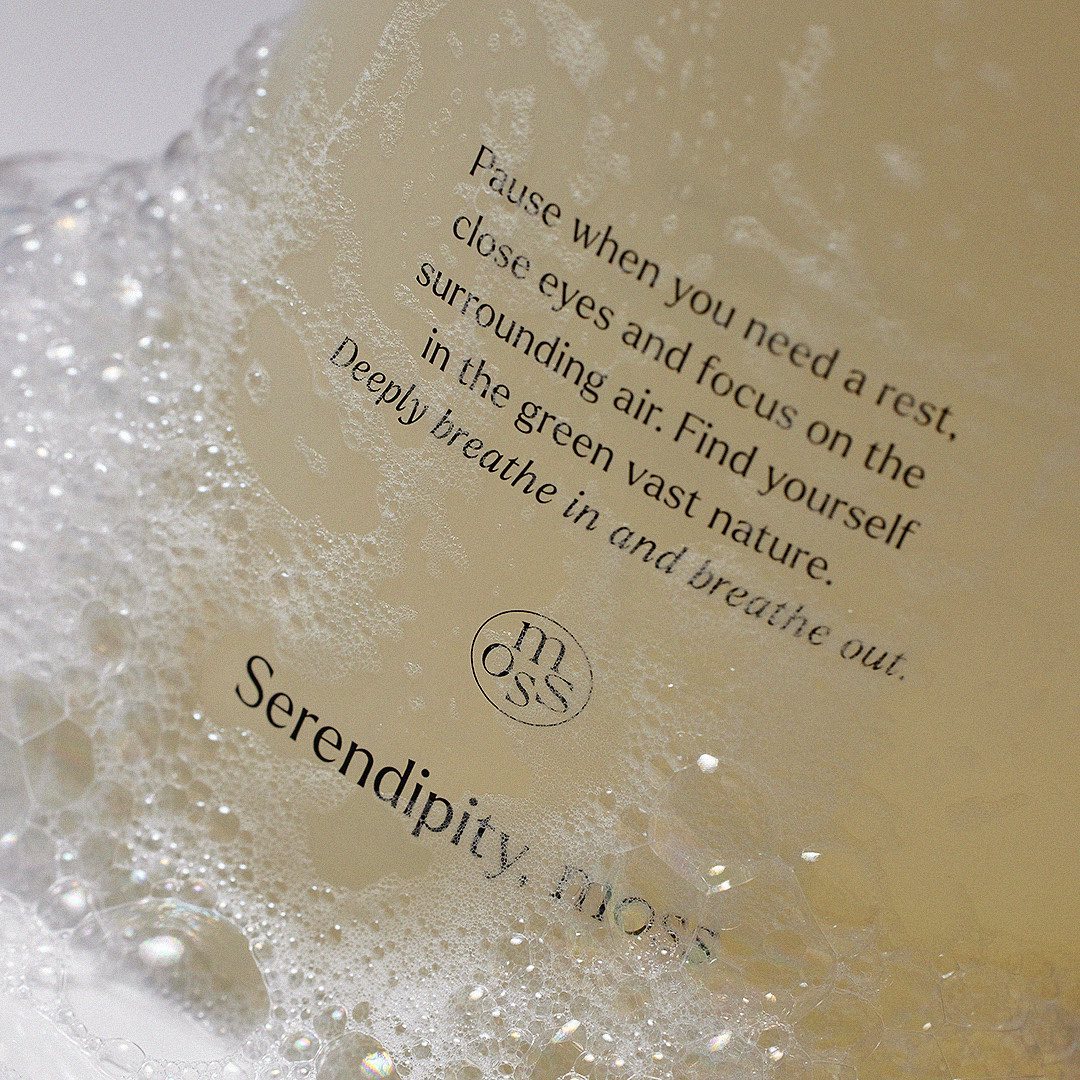 Pause when you need a rest,
close eyes and focus on the
surrounding air. Find yourself
in the green vast nature.
Deeply breathe in and breathe out.
moss
Serendipity, moss